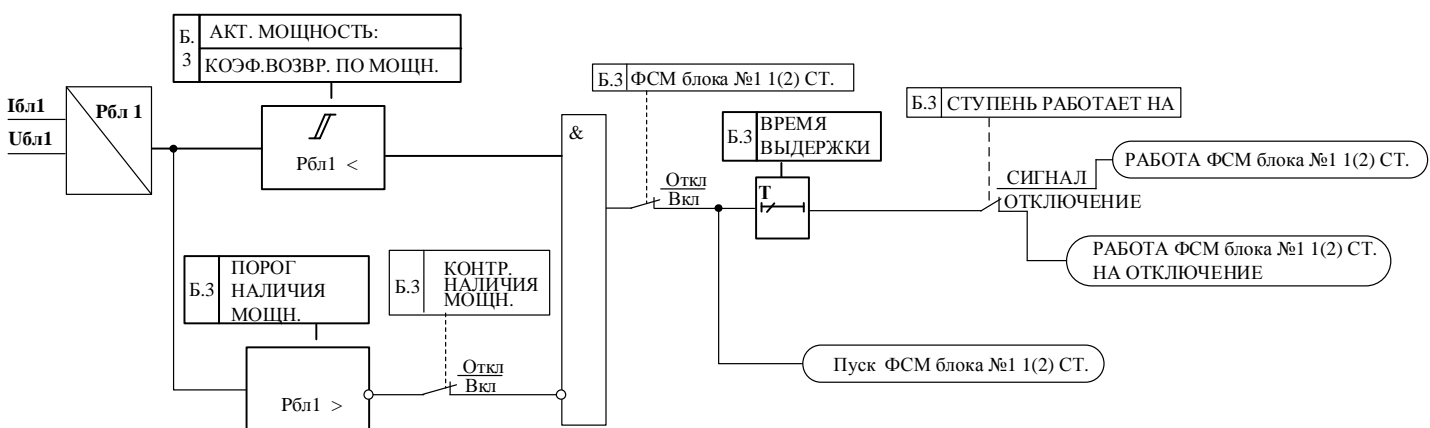 Б.3
АКТ. МОЩНОСТЬ:
КОЭФ.ВОЗВР. ПО МОЩН.
Iбл1
Uбл1
Рбл 1
Рбл1 <
&
Б.3 ФСМ блока №1 1(2) СТ.
Откл
Вкл
Б.3
ВРЕМЯ
ВЫДЕРЖКИ
Т
Б.3 СТУПЕНЬ РАБОТАЕТ НА
СИГНАЛ
ОТКЛЮЧЕНИЕ
РАБОТА ФСМ блока №1 1(2) СТ.
РАБОТА ФСМ блока №1 1(2) СТ.
НА ОТКЛЮЧЕНИЕ
Б.3
ПОРОГ
НАЛИЧИЯ
МОЩН.
Б.3
КОНТР.
НАЛИЧИЯ
МОЩН.
Рбл1 >
Откл
Вкл
Пуск ФСМ блока №1 1(2) СТ.